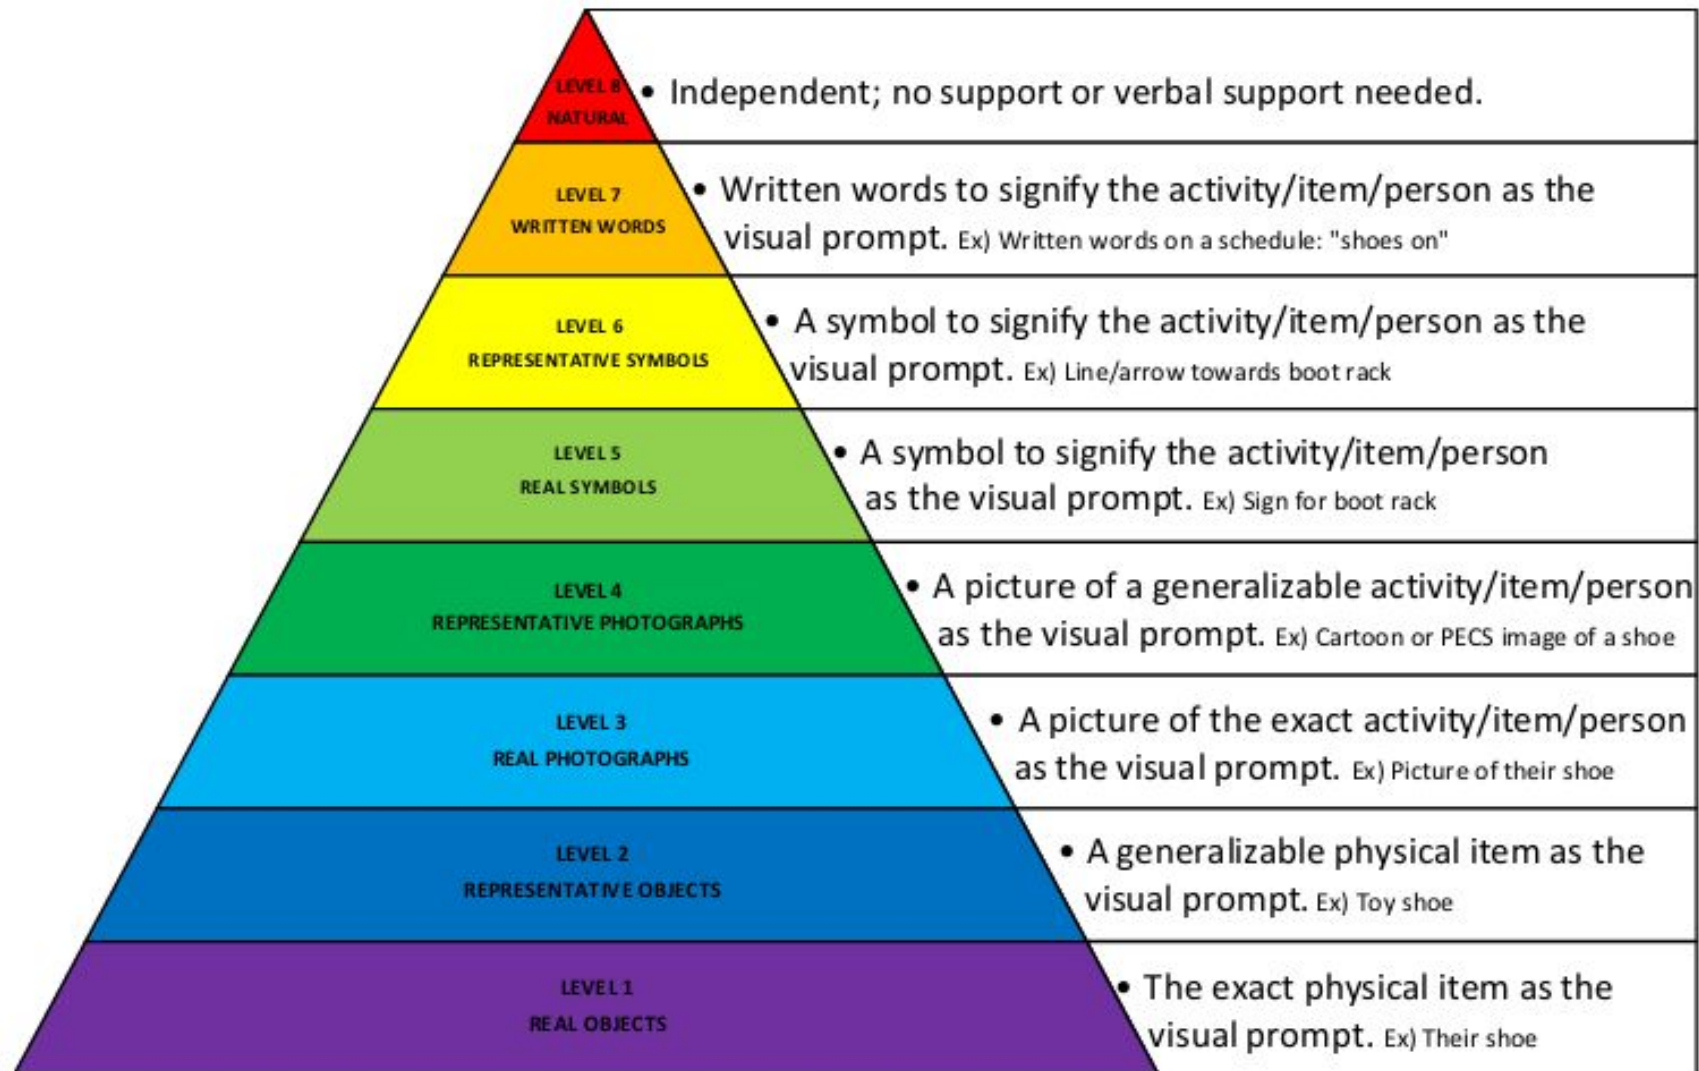 LEVEL 8
NATURAL
• Independent; no support or verbal support needed.
LEVEL 7
WRITTEN WORDS
• Written words to signify the activity/item/person as the
visual prompt. Ex) Written words on a schedule: "shoes on"
LEVEL 6
REPRESENTATIVE SYMBOLS
• A symbol to signify the activity/item/person as the
visual prompt. Ex) Line/arrow towards boot rack
LEVEL 5
REAL SYMBOLS
• A symbol to signify the activity/item/person
as the visual prompt. Ex) Sign for boot rack
LEVEL 4
REPRESENTATIVE PHOTOGRAPHS
• A picture of a generalizable activity/item/person
as the visual prompt. Ex) Cartoon or PECS image of a shoe
LEVEL 3
REAL PHOTOGRAPHS
• A picture of the exact activity/item/person
as the visual prompt. Ex) Picture of their shoe
LEVEL 2
REPRESENTATIVE OBJECTS
• A generalizable physical item as the
visual prompt. Ex) Toy shoe
LEVEL 1
REAL OBJECTS
• The exact physical item as the
visual prompt. Ex) Their shoe